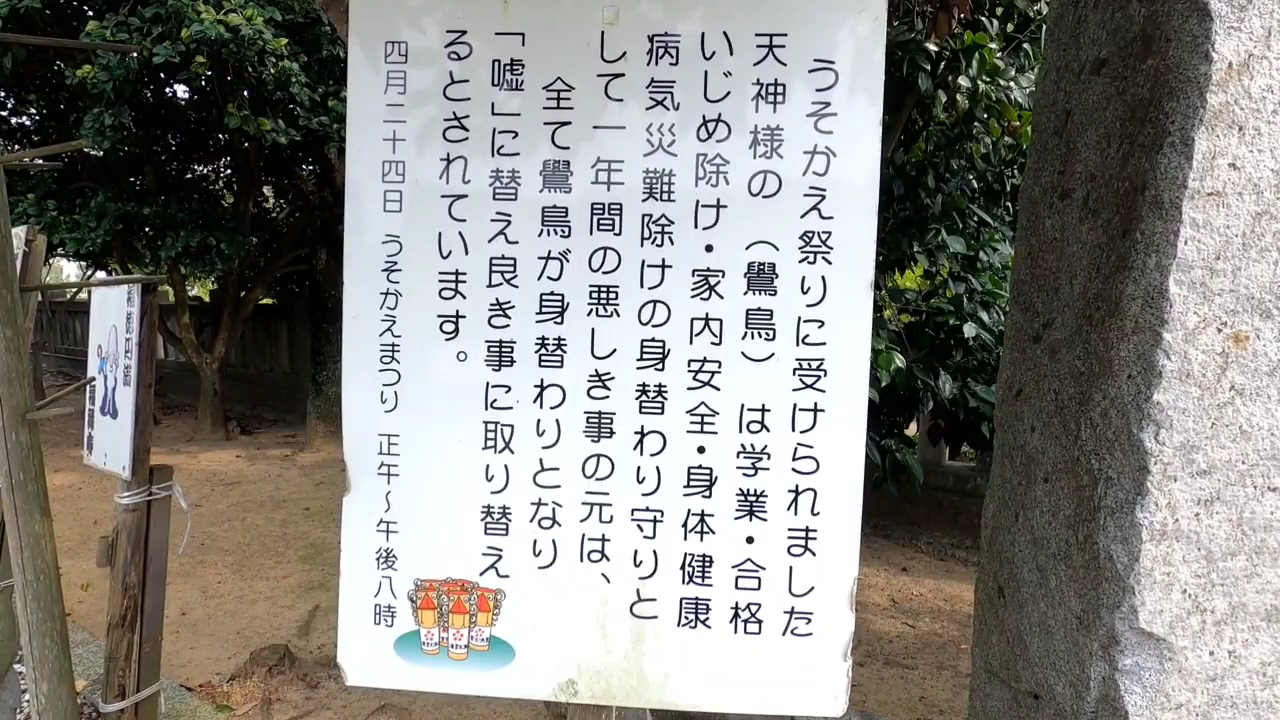 うそかえ祭りに受けられました
天神様の（鷽鳥）は学業・合格
いじめ除け・家内安全・身体健康
病気災難除けの身替わり守りと
して一年間の悪しき事の元は、
全て鷽鳥が身替わりとなり
「嘘」に替え良き事に取り替え
るとされています。
四月二十四日 うそかえまつり 正午〜午後八時